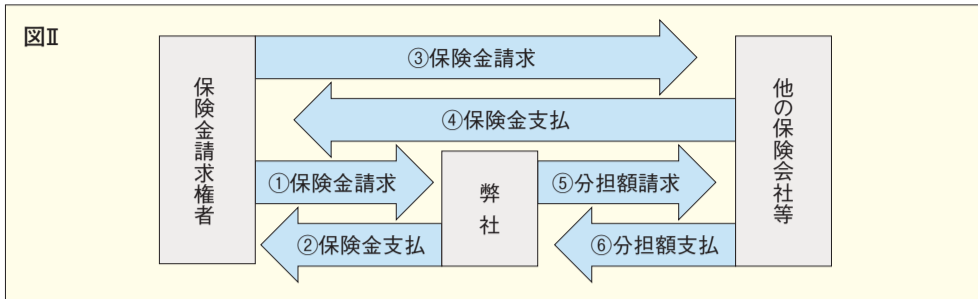 図Ⅱ
保険金請求権者
③保険金請求
④保険金支払
①保険金請求
②保険金支払
弊社
⑤分担額請求
⑥分担額支払
他の保険会社等